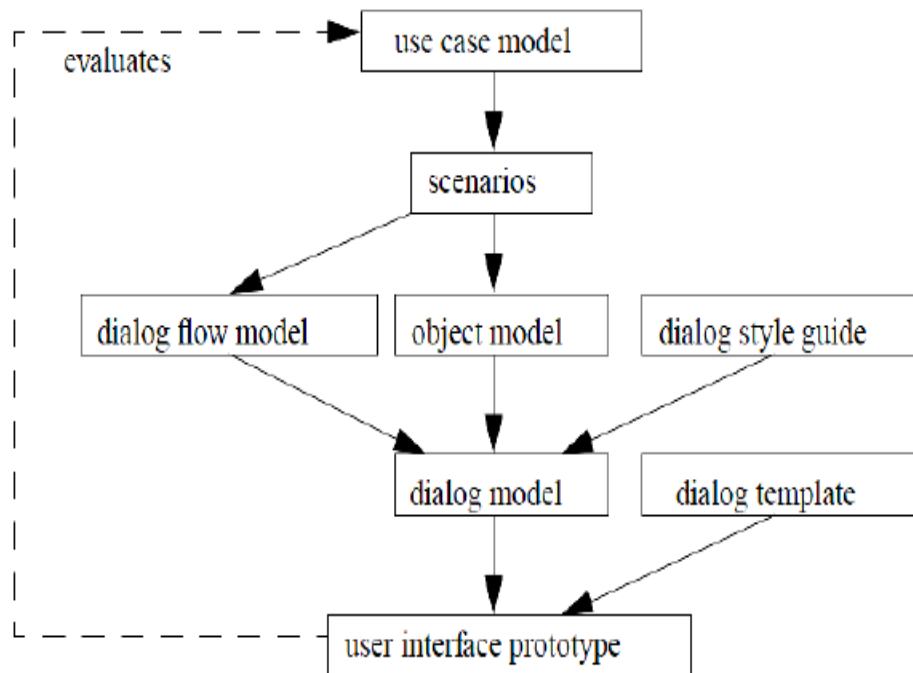 use case model
evaluates
scenarios
dialog flow model
object model
dialog style guide
dialog model
dialog template
user interface prototype